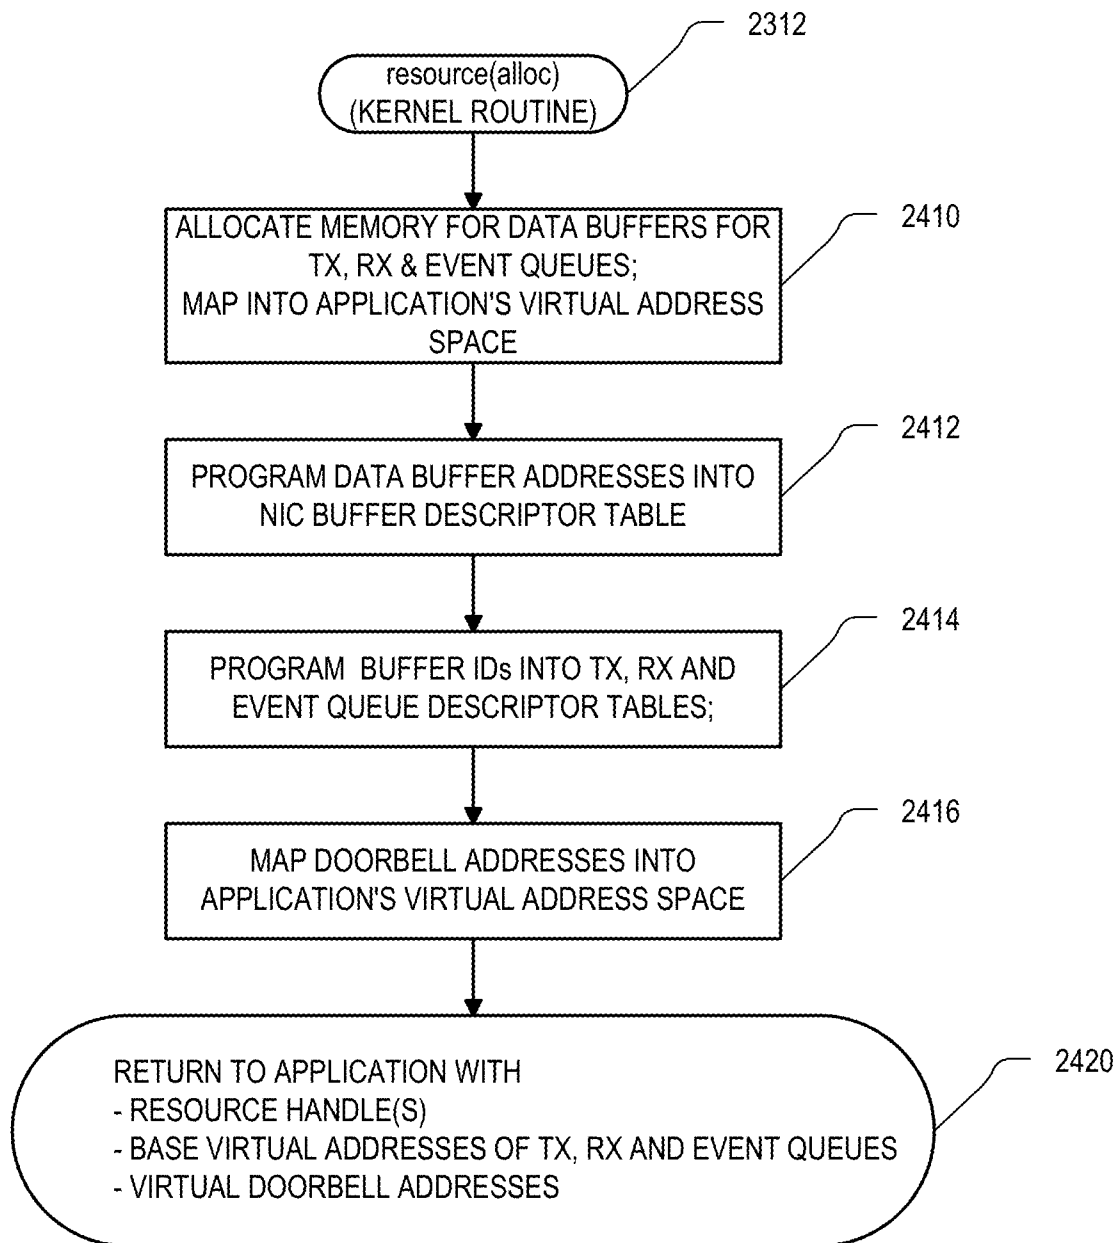 2312
resource(alloc)
(KERNEL ROUTINE)
2410
ALLOCATE MEMORY FOR DATA BUFFERS FOR
TX, RX & EVENT QUEUES;
MAP INTO APPLICATION'S VIRTUAL ADDRESS
SPACE
2412
PROGRAM DATA BUFFER ADDRESSES INTO
NIC BUFFER DESCRIPTOR TABLE
2414
PROGRAM BUFFER IDs INTO TX, RX AND
EVENT QUEUE DESCRIPTOR TABLES;
2416
MAP DOORBELL ADDRESSES INTO
APPLICATION'S VIRTUAL ADDRESS SPACE
2420
RETURN TO APPLICATION WITH
- RESOURCE HANDLE(S)
- BASE VIRTUAL ADDRESSES OF TX, RX AND EVENT QUEUES
- VIRTUAL DOORBELL ADDRESSES